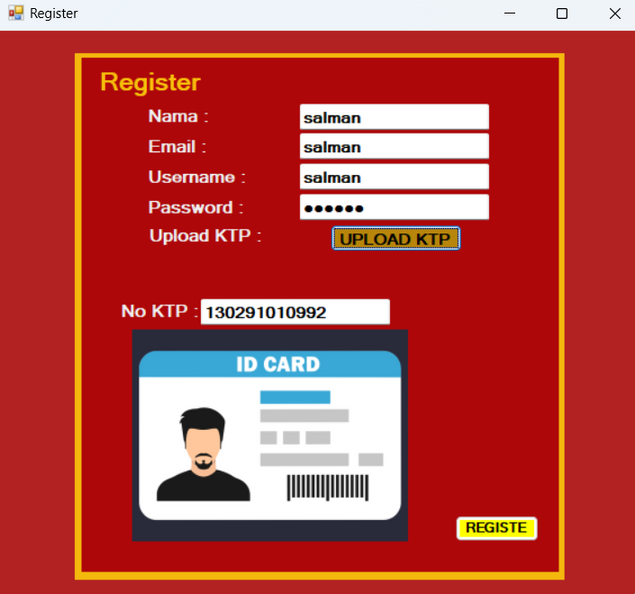 Register
Register
Nama : salman
Email : salman
Username : salman
Password : ●●●●●●
Upload KTP : UPLOAD KTP
No KTP : 130291010992
ID CARD
REGISTE